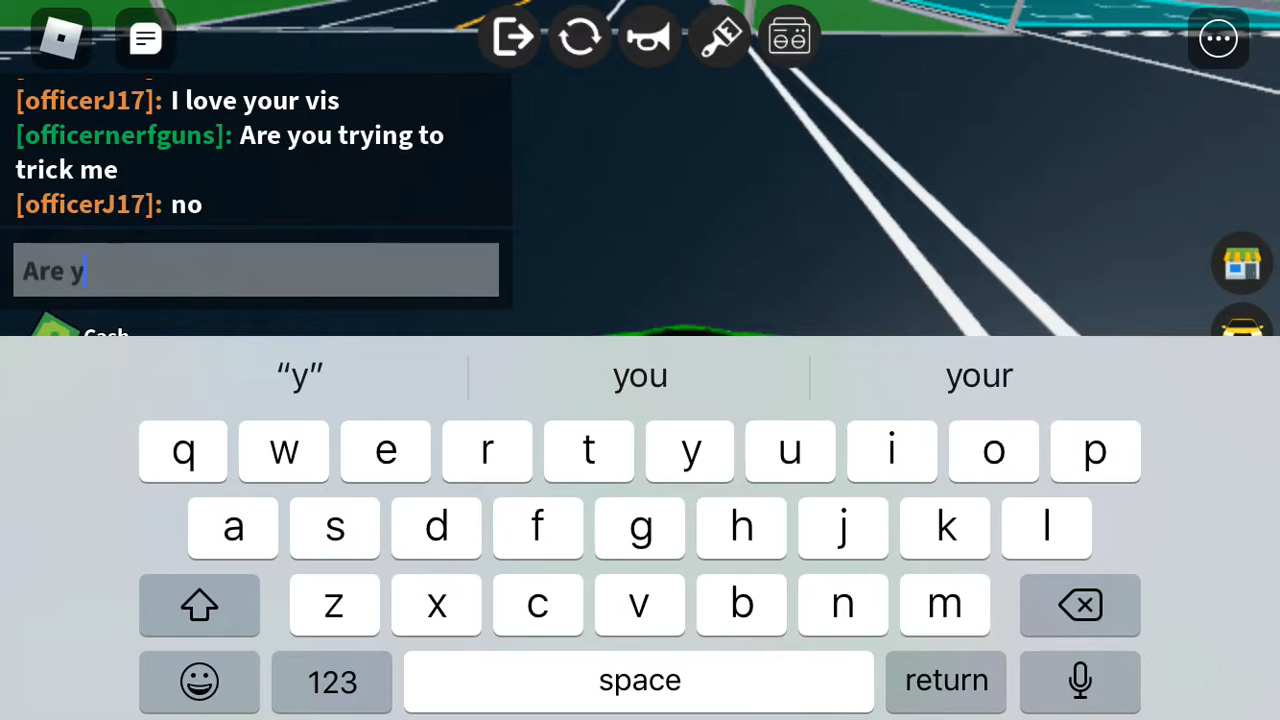 [officerJ17]: I love your vis
[officernerfguns]: Are you trying to
trick me
[officerJ17]: no
Are y
Cash
“y” you your
q w e r t y u i o p
a s d f g h j k l
z x c v b n m
123 space return